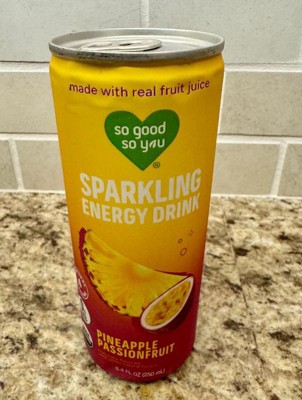 made with real fruit juice
so good
so you
®
SPARKLING
ENERGY DRINK
PINEAPPLE
PASSIONFRUIT
8.4 FL OZ (250 mL)